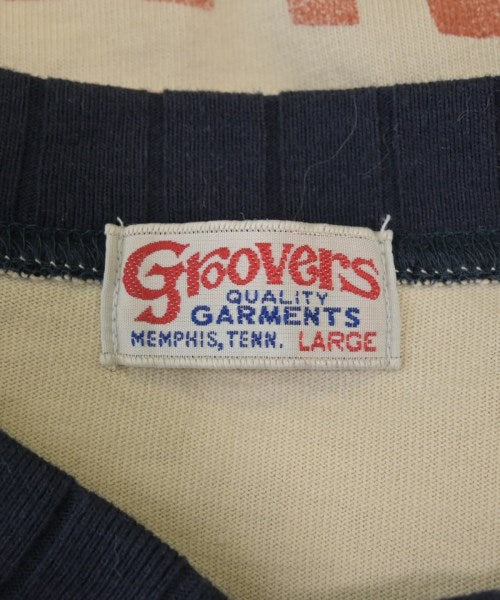 Groovers
QUALITY
GARMENTS
MEMPHIS, TENN. LARGE